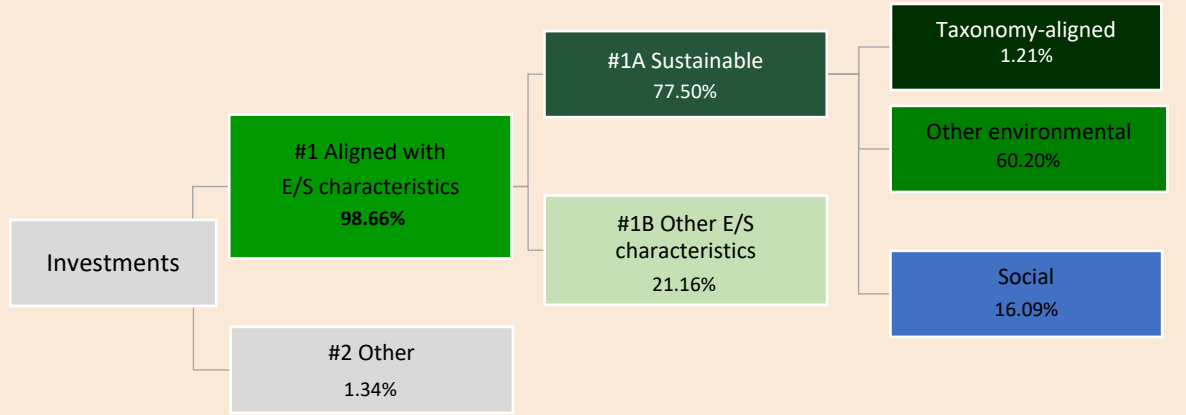 Investments
#1 Aligned with
E/S characteristics
98.66%
#2 Other
1.34%
#1A Sustainable
77.50%
#1B Other E/S
characteristics
21.16%
Taxonomy-aligned
1.21%
Other environmental
60.20%
Social
16.09%